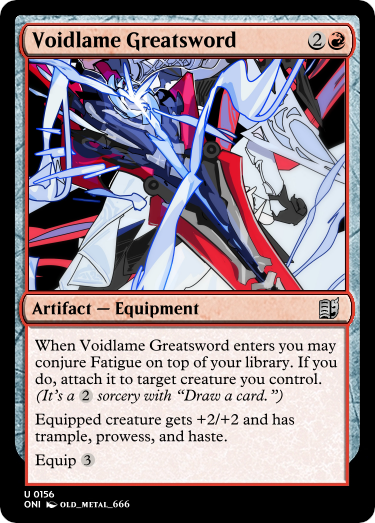 Voidlame Greatsword 2
Artifact — Equipment
When Voidlame Greatsword enters you may
conjure Fatigue on top of your library. If you
do, attach it to target creature you control.
(It's a 2 sorcery with “Draw a card.”)
Equipped creature gets +2/+2 and has
trample, prowess, and haste.
Equip 3
U 0156
ONI OLD_METAL_666